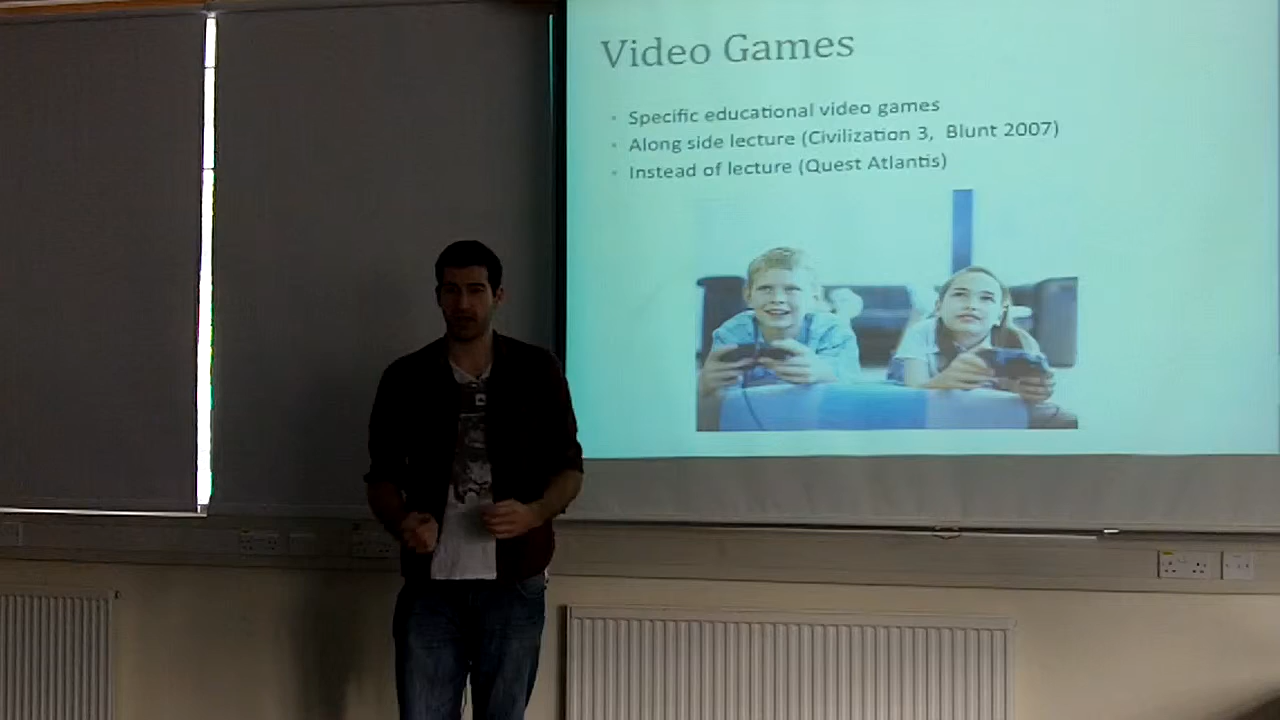 Video Games
• Specific educational video games
• Along side lecture (Civilization 3, Blunt 2007)
• Instead of lecture (Quest Atlantis)